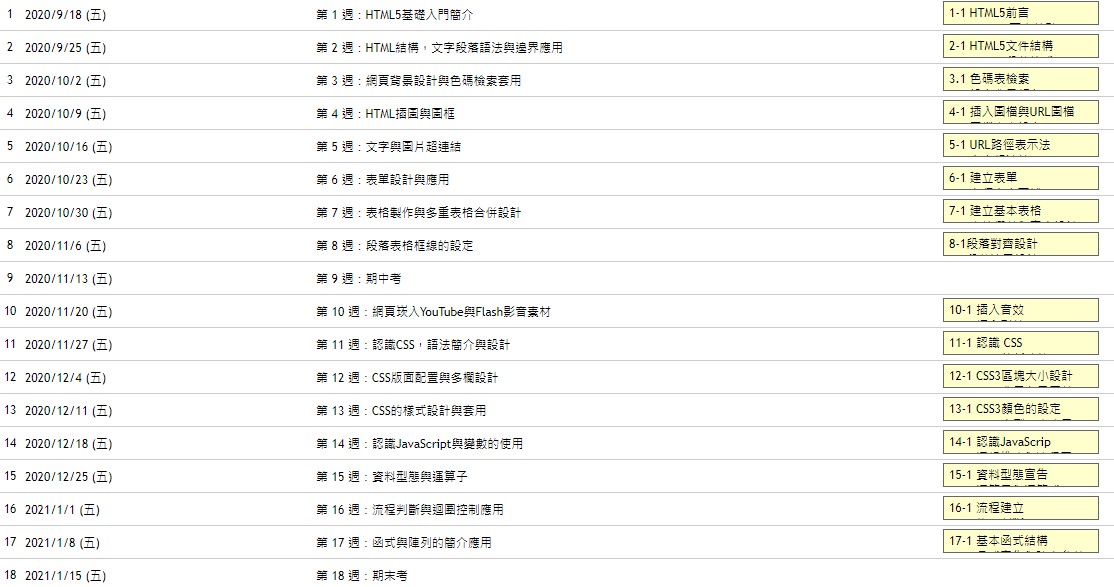 1 2020/9/18 (五) 第 1 週：HTML5基礎入門簡介 1-1 HTML5前言
2 2020/9/25 (五) 第 2 週：HTML結構，文字段落語法與邊界應用 2-1 HTML5文件結構
3 2020/10/2 (五) 第 3 週：網頁背景設計與色碼檢索套用 3.1 色碼表檢索
4 2020/10/9 (五) 第 4 週：HTML插圖與圖框 4-1 插入圖檔與URL圖檔
5 2020/10/16 (五) 第 5 週：文字與圖片超連結 5-1 URL路徑表示法
6 2020/10/23 (五) 第 6 週：表單設計與應用 6-1 建立表單
7 2020/10/30 (五) 第 7 週：表格製作與多重表格合併設計 7-1 建立基本表格
8 2020/11/6 (五) 第 8 週：段落表格框線的設定 8-1段落對齊設計
9 2020/11/13 (五) 第 9 週：期中考
10 2020/11/20 (五) 第 10 週：網頁崁入YouTube與Flash影音素材 10-1 插入音效
11 2020/11/27 (五) 第 11 週：認識CSS，語法簡介與設計 11-1 認識 CSS
12 2020/12/4 (五) 第 12 週：CSS版面配置與多欄設計 12-1 CSS3區塊大小設計
13 2020/12/11 (五) 第 13 週：CSS的樣式設計與套用 13-1 CSS3顏色的設定
14 2020/12/18 (五) 第 14 週：認識JavaScript與變數的使用 14-1 認識JavaScrip
15 2020/12/25 (五) 第 15 週：資料型態與運算子 15-1 資料型態宣告
16 2021/1/1 (五) 第 16 週：流程判斷與迴圈控制應用 16-1 流程建立
17 2021/1/8 (五) 第 17 週：函式與陣列的簡介應用 17-1 基本函式結構
18 2021/1/15 (五) 第 18 週：期末考